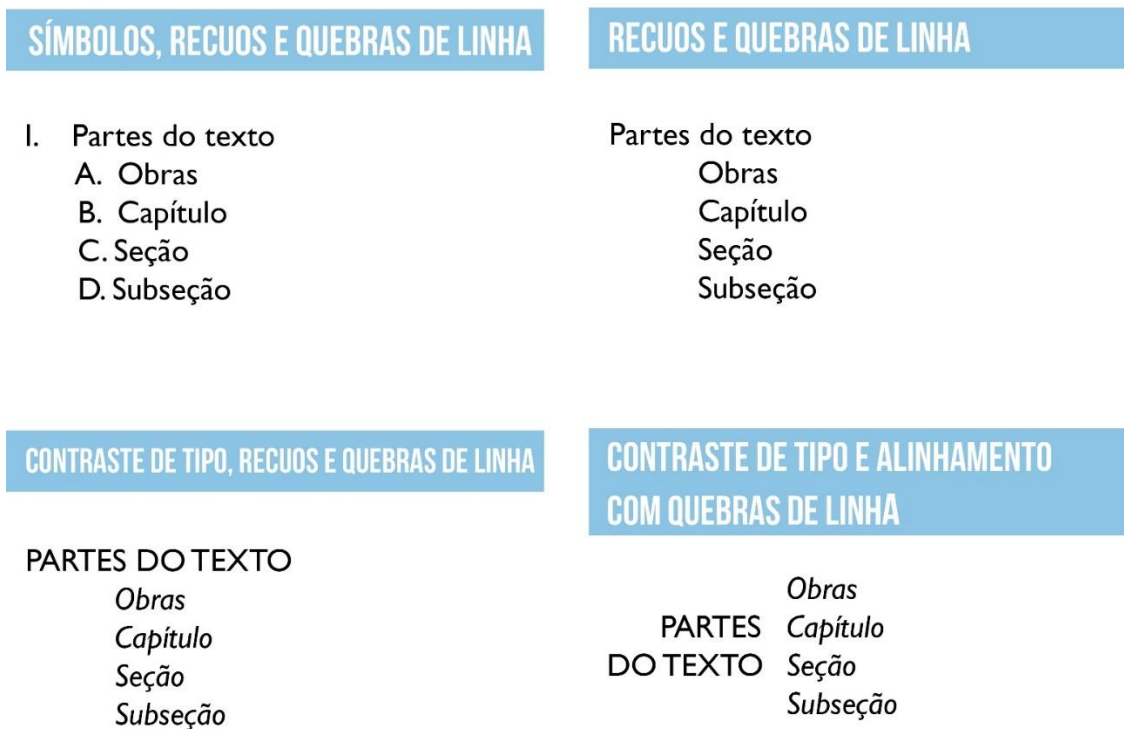 SÍMBOLOS, RECUOS E QUEBRAS DE LINHA
I. Partes do texto
A. Obras
B. Capítulo
C. Seção
D. Subseção
RECUOS E QUEBRAS DE LINHA
Partes do texto
Obras
Capítulo
Seção
Subseção
CONTRASTE DE TIPO, RECUOS E QUEBRAS DE LINHA
PARTES DO TEXTO
Obras
Capítulo
Seção
Subseção
CONTRASTE DE TIPO E ALINHAMENTO
COM QUEBRAS DE LINHA
Obras
PARTES Capítulo
DO TEXTO Seção
Subseção